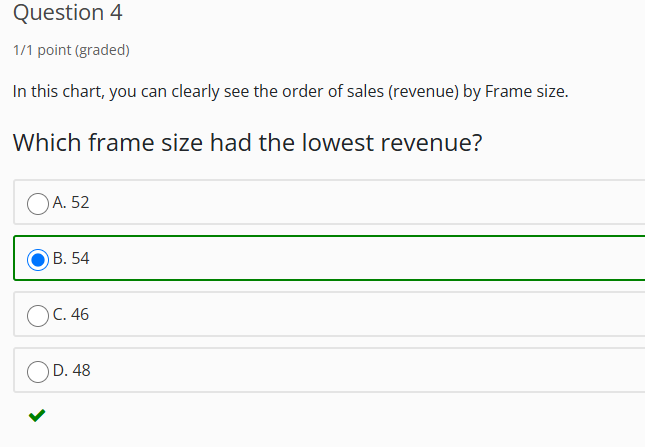 Question 4
1/1 point (graded)
In this chart, you can clearly see the order of sales (revenue) by Frame size.
Which frame size had the lowest revenue?
A. 52
B. 54
C. 46
D. 48